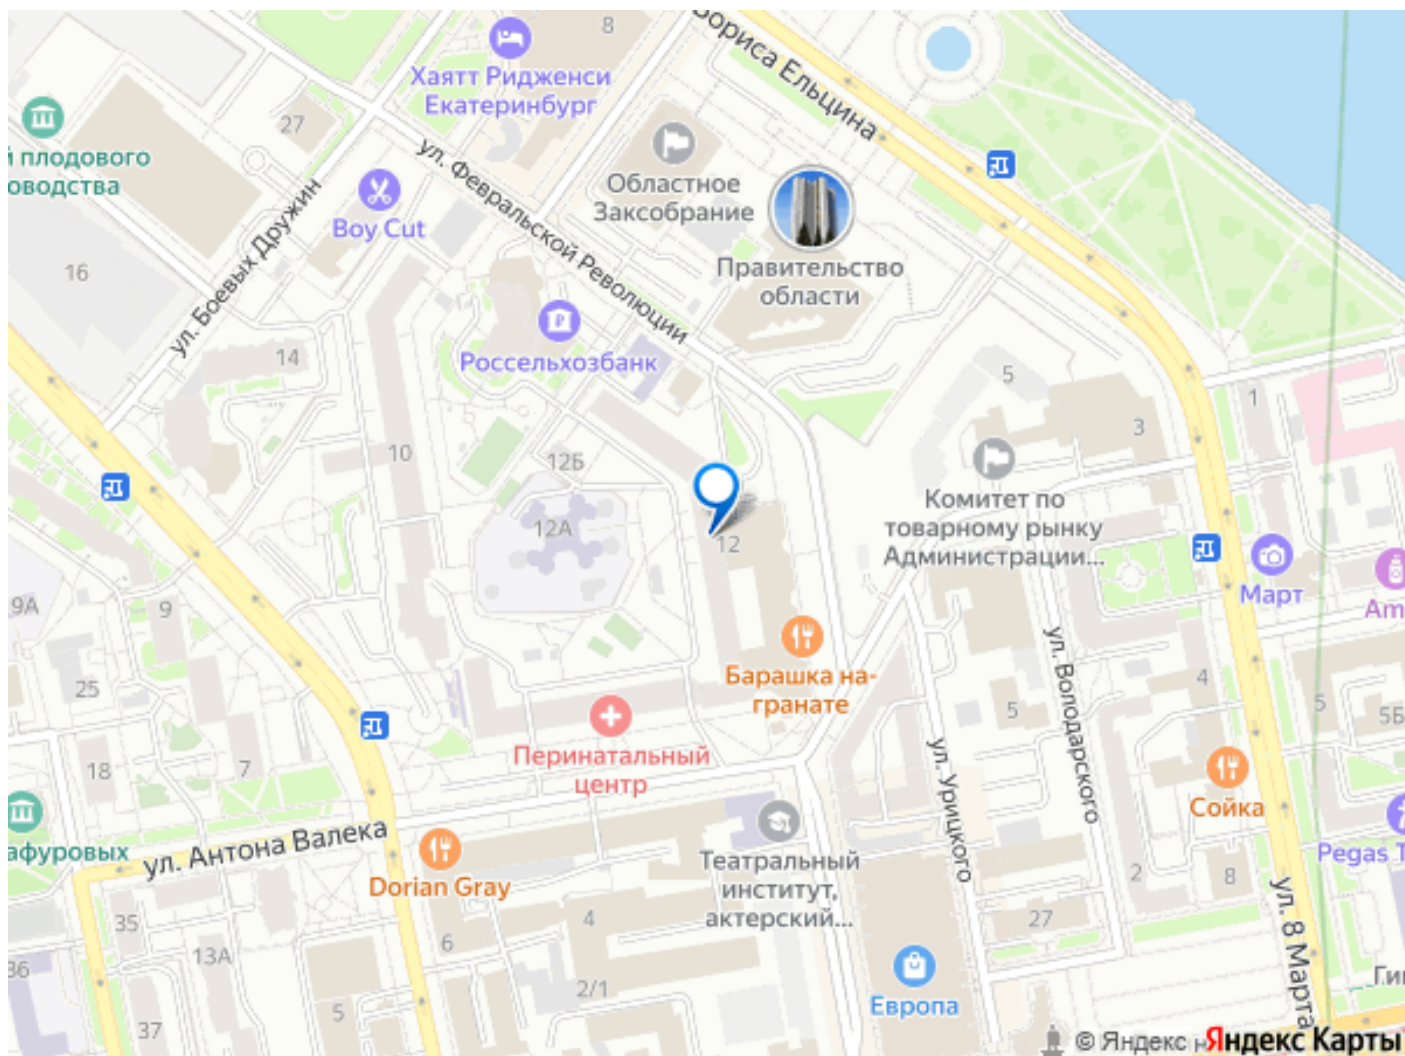 Бориса Ельцина
8
Хаятт Ридженси
Екатеринбург
27
й плодового
оводства
ул. Февральской Революции
Областное
Заксобрание
Boy Cut
ул. Боевых Дружин
16
Правительство
области
Россельхозбанк
14
5
1
3
10
12Б
Комитет по
товарному рынку
Администрации...
12А
12
Март
Am
9А
9
Барашка на-
гранате
ул. Володарского
25
4
5
5
5Б
Перинатальный
центр
ул. Урицкого
18
7
Сойка
афуровых
ул. Антона Валека
Dorian Gray
Театральный
институт,
актерский...
Pegas T
2
8
35
4
27
ул. 8 Марта
6
13А
36
Европа
Ги
2/1
5
37
© Яндекс
Яндекс Карты